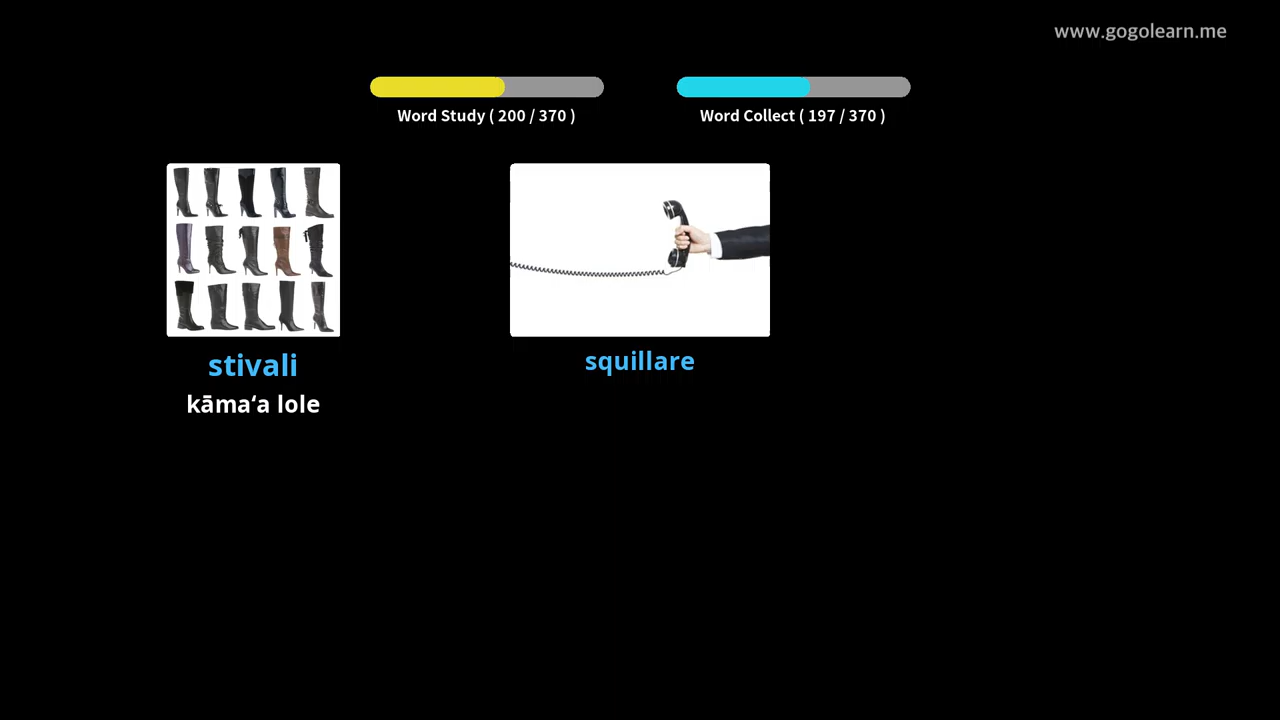 www.gogolearn.me
Word Study ( 200 / 370 )
Word Collect ( 197 / 370 )
stivali
kāmaʻa lole
squillare